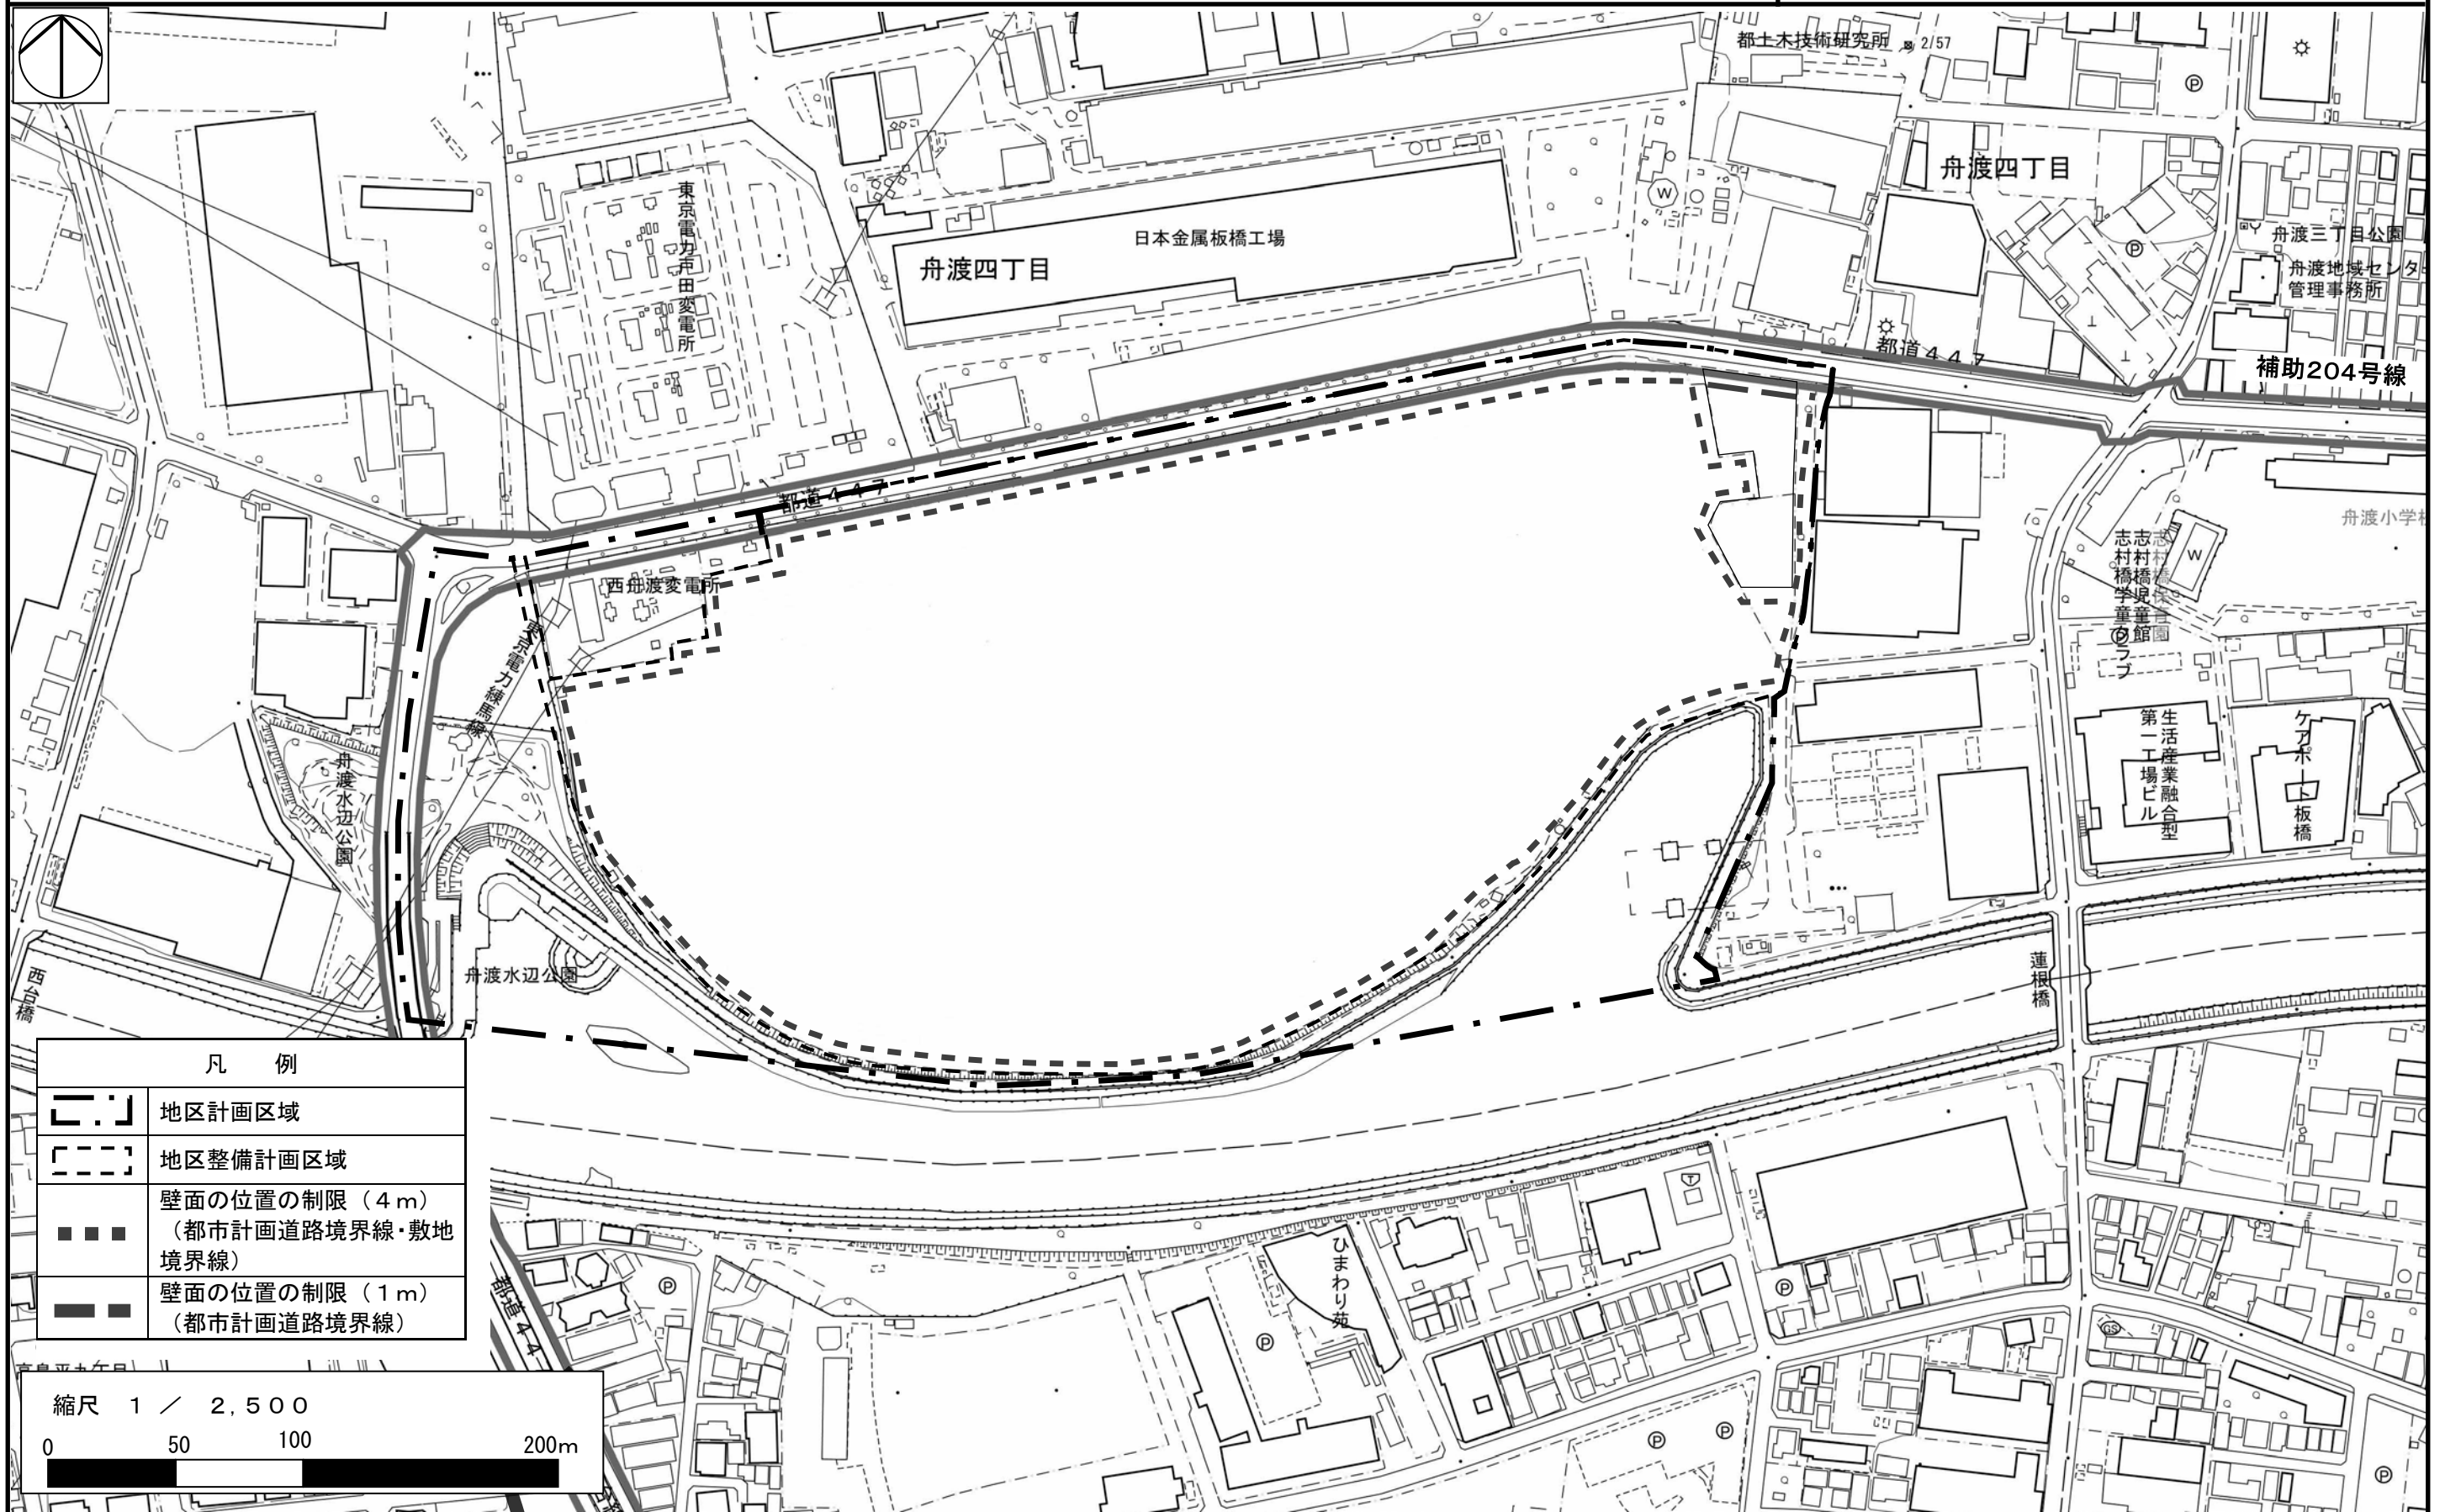 都土木技術研究所 2/57
舟渡四丁目
日本金属板橋工場
舟渡四丁目
東京電力戸田変電所
W
P
P
舟渡三丁目公園
舟渡地域センタ
管理事務所
都道447
補助204号線
都道447
西舟渡変電所
東京電力練馬線
舟渡小学校
志村橋保育園
志村橋児童館
志村橋学童クラブ
W
P
舟渡水辺公園
生活産業融合型
第一工場ビル
ケアポート板橋
舟渡水辺公園
西台橋
蓮根橋
凡 例
地区計画区域
地区整備計画区域
壁面の位置の制限（4ｍ）
（都市計画道路境界線・敷地
境界線）
壁面の位置の制限（1ｍ）
（都市計画道路境界線）
都道44
ひまわり苑
T
P
P
P
GS
P
P
P
高島平九丁目
縮尺 1 ／ 2,500
0 50 100 200m